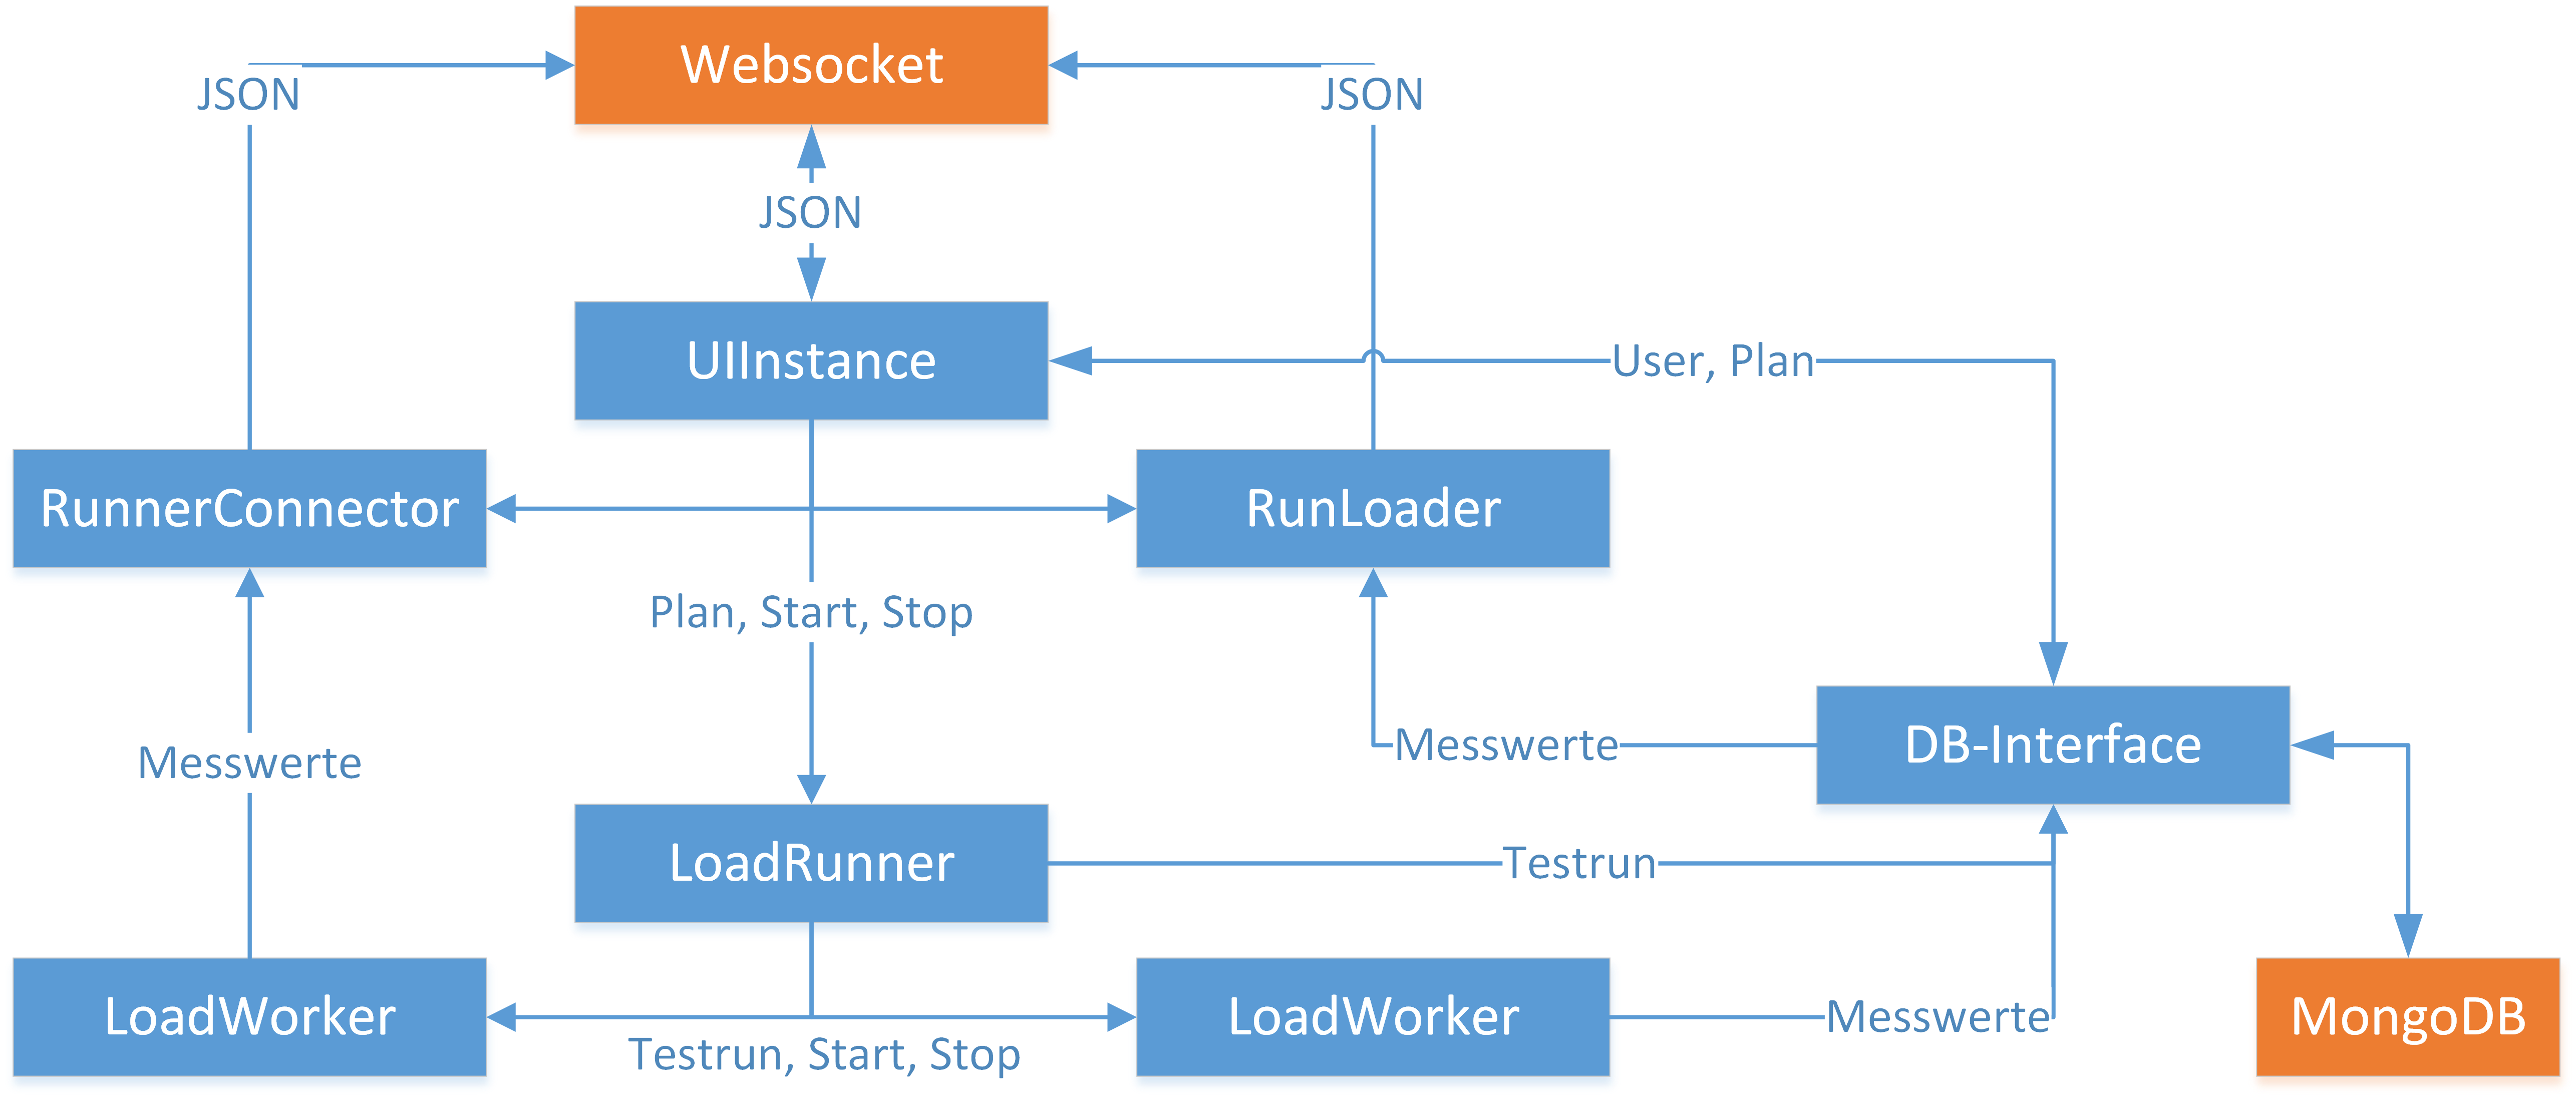 Websocket
JSON
JSON
JSON
UIInstance
User, Plan
RunnerConnector
RunLoader
Plan, Start, Stop
Messwerte
Messwerte
DB-Interface
LoadRunner
Testrun
LoadWorker
LoadWorker
Messwerte
MongoDB
Testrun, Start, Stop